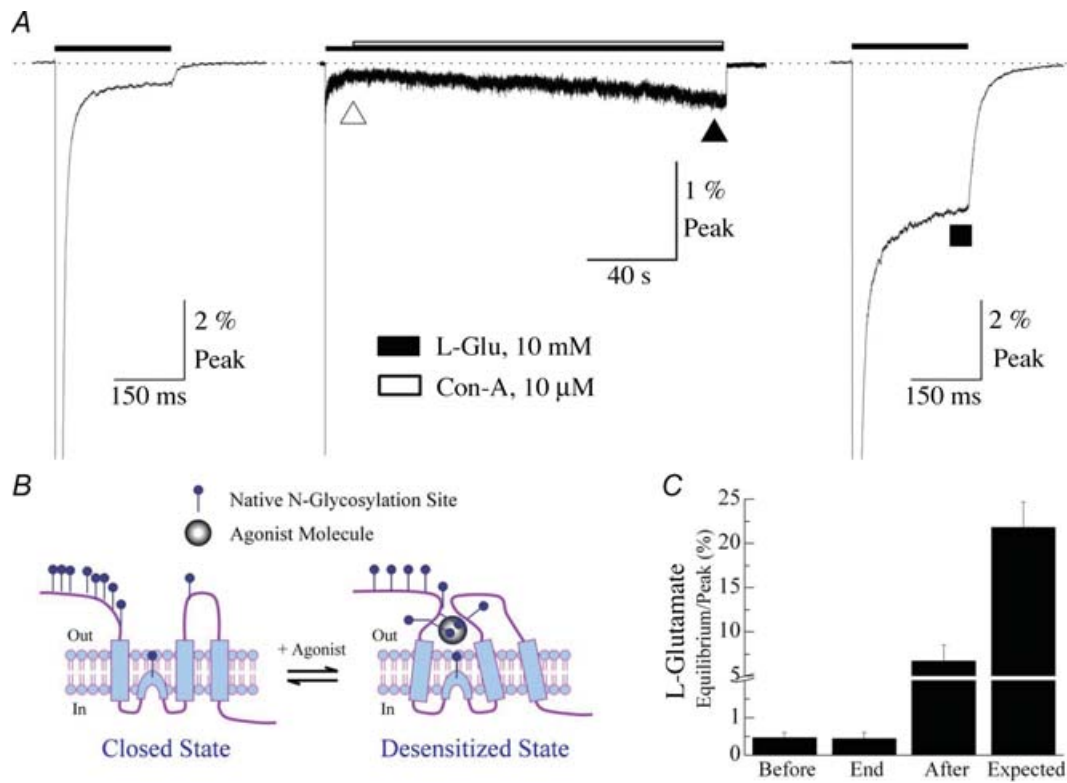 A
2 %
Peak
150 ms
1 %
Peak
40 s
L-Glu, 10 mM
Con-A, 10 µM
2 %
Peak
150 ms
B
Native N-Glycosylation Site
Agonist Molecule
Out
In
+ Agonist
Out
In
Closed State
Desensitized State
C
L-Glutamate
Equilibrium/Peak (%)
25
20
15
10
5
1
0
Before
End
After
Expected